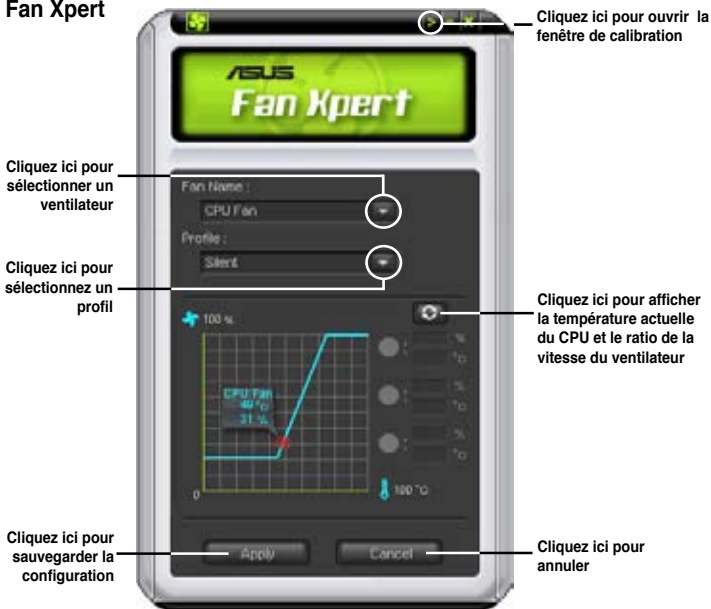 Fan Xpert
Cliquez ici pour ouvrir la
fenêtre de calibration
ASUS
Fan Xpert
Cliquez ici pour
sélectionner un
ventilateur
Fan Name :
CPU Fan
Profile :
Silent
Cliquez ici pour
sélectionnez un
profil
Cliquez ici pour afficher
la température actuelle
du CPU et le ratio de la
vitesse du ventilateur
100 %
%
°C
CPU Fan
49 °C
31 %
%
°C
%
°C
0
100 °C
Cliquez ici pour
sauvegarder la
configuration
Apply
Cancel
Cliquez ici pour
annuler